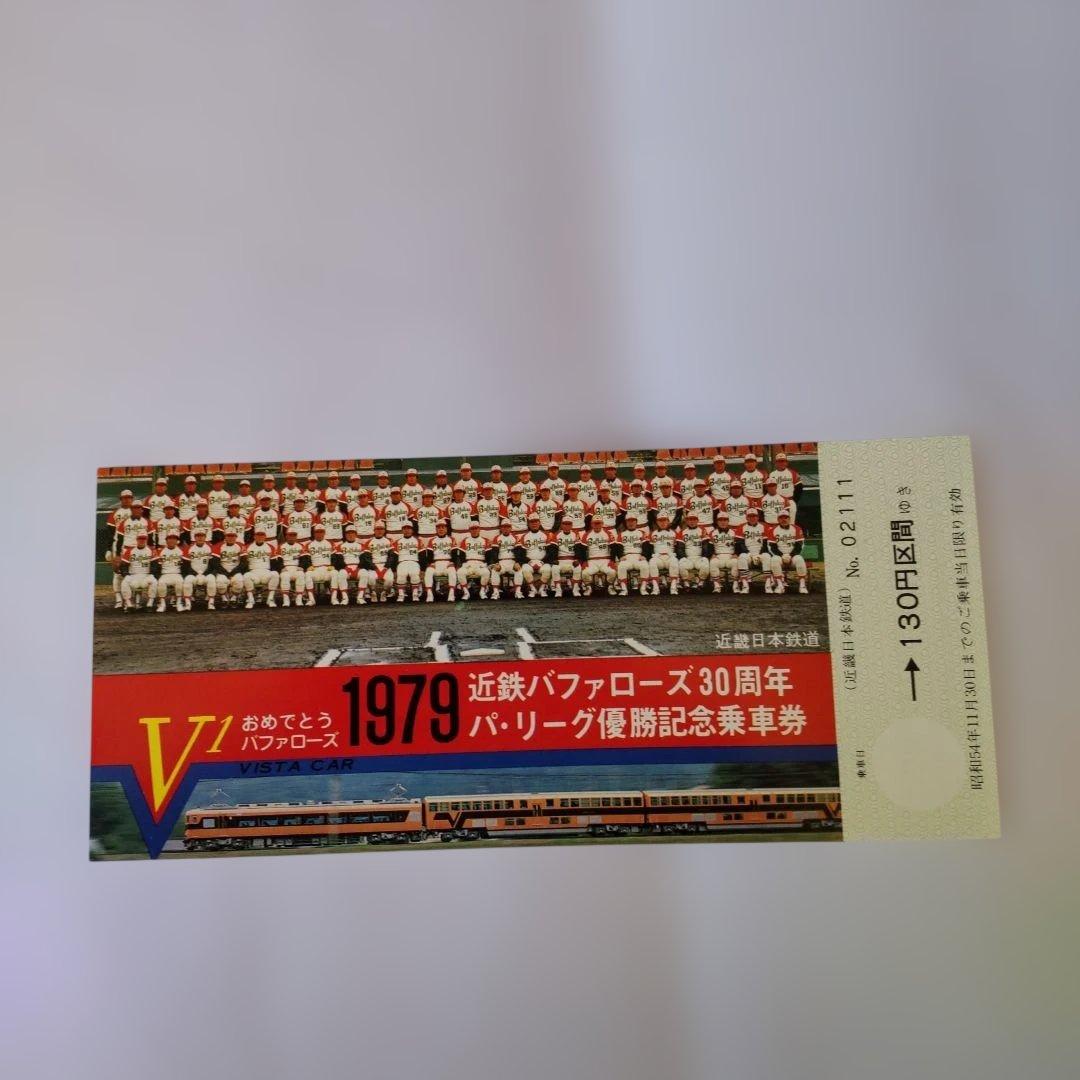 近畿日本鉄道
V1
おめでとう
バファローズ
1979
近鉄バファローズ30周年
パ・リーグ優勝記念乗車券
VISTA CAR
(近畿日本鉄道) No. 02111
→130円区間ゆき
乗車日
昭和54年11月30日までのご乗車当日限り有効